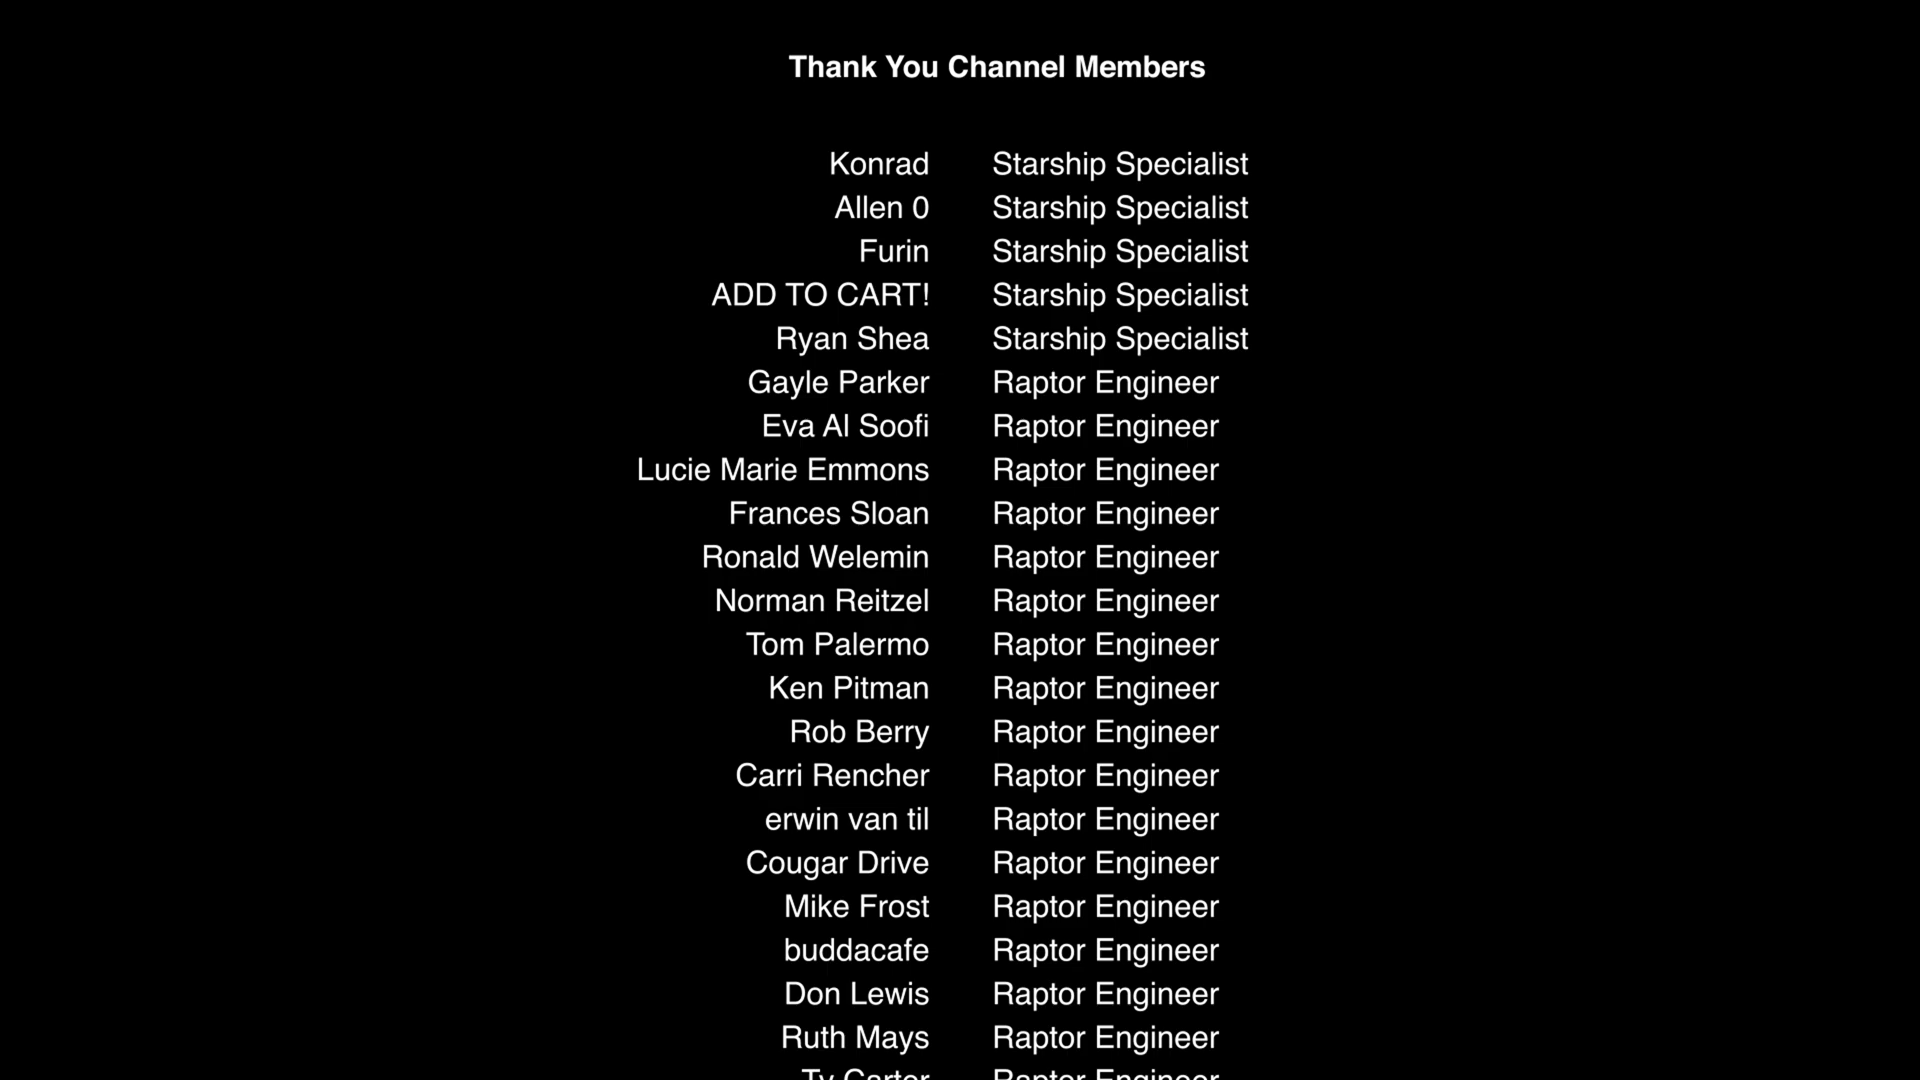 Thank You Channel Members
Konrad Starship Specialist
Allen 0 Starship Specialist
Furin Starship Specialist
ADD TO CART! Starship Specialist
Ryan Shea Starship Specialist
Gayle Parker Raptor Engineer
Eva Al Soofi Raptor Engineer
Lucie Marie Emmons Raptor Engineer
Frances Sloan Raptor Engineer
Ronald Welemin Raptor Engineer
Norman Reitzel Raptor Engineer
Tom Palermo Raptor Engineer
Ken Pitman Raptor Engineer
Rob Berry Raptor Engineer
Carri Rencher Raptor Engineer
erwin van til Raptor Engineer
Cougar Drive Raptor Engineer
Mike Frost Raptor Engineer
buddacafe Raptor Engineer
Don Lewis Raptor Engineer
Ruth Mays Raptor Engineer
Ty Carter Raptor Engineer